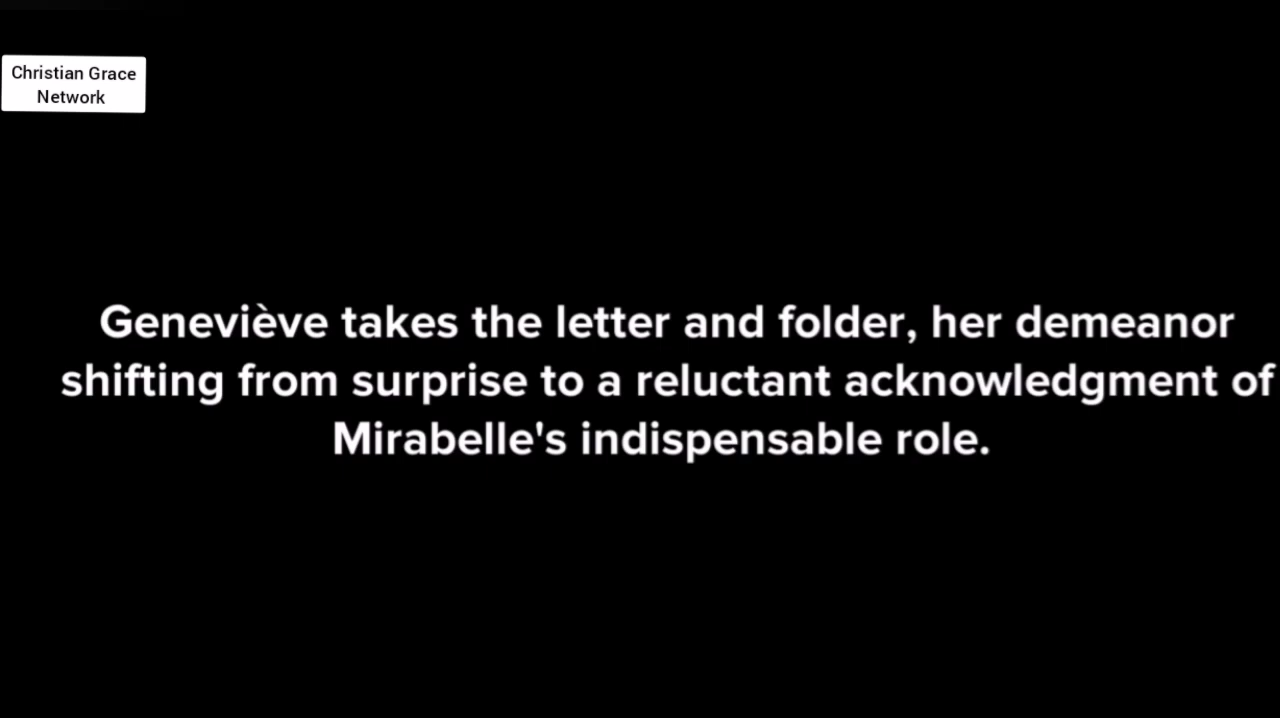 Christian Grace
Network
Geneviève takes the letter and folder, her demeanor
shifting from surprise to a reluctant acknowledgment of
Mirabelle's indispensable role.